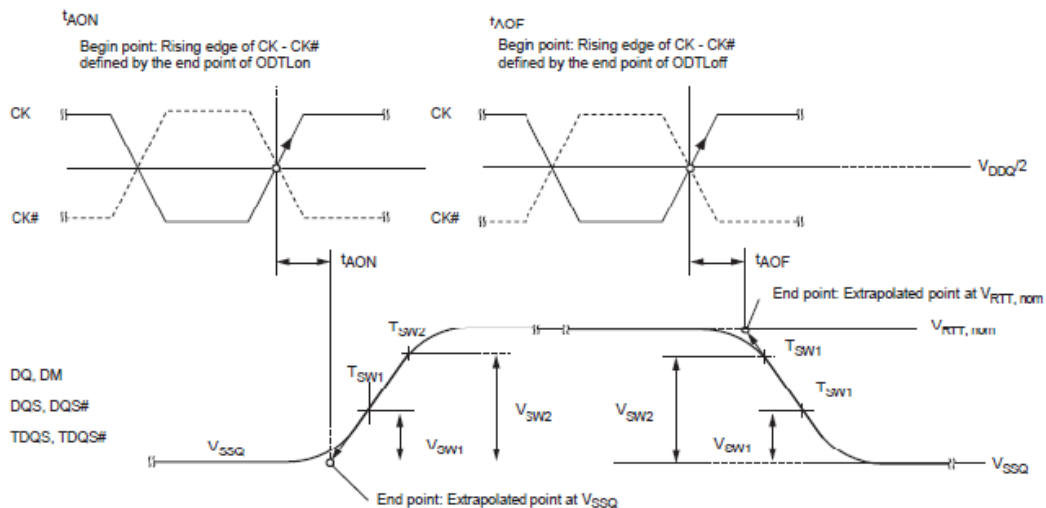 tAON
Begin point: Rising edge of CK - CK#
defined by the end point of ODTLon
CK
CK#
tAON
tAOF
Begin point: Rising edge of CK - CK#
defined by the end point of ODTLoff
CK
CK#
VDDQ/2
tAOF
End point: Extrapolated point at VRTT, nom
VRTT, nom
TSW2
TSW1
DQ, DM
DQS, DQS#
TDQS, TDQS#
VSSQ
VSW1
VSW2
End point: Extrapolated point at VSSQ
TSW1
TSW1
VSW2
VSW1
VSSQ